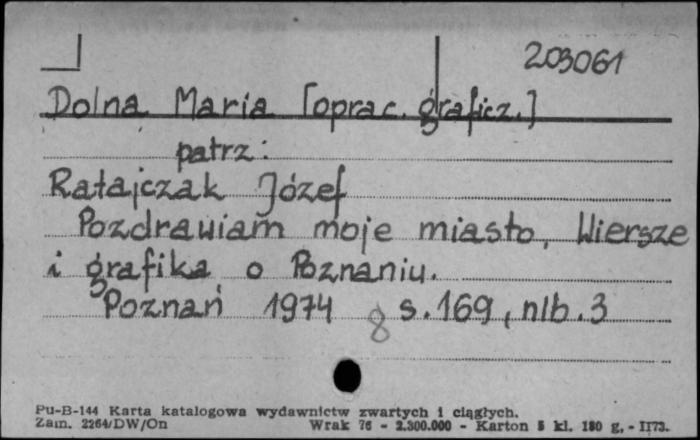 203061
Dolna Maria [oprac. graficz.]
patrz:
Ratajczak Józef
Pozdrawiam moje miasto. Wiersze
i grafika o Poznaniu.
Poznań 1974 8 s. 169, nlb. 3
Pu-B-144 Karta katalogowa wydawnictw zwartych i ciągłych.
Zam. 2264/DW/On Wrak 76 - 2.300.000 - Karton 5 kl. 180 g. - II73.